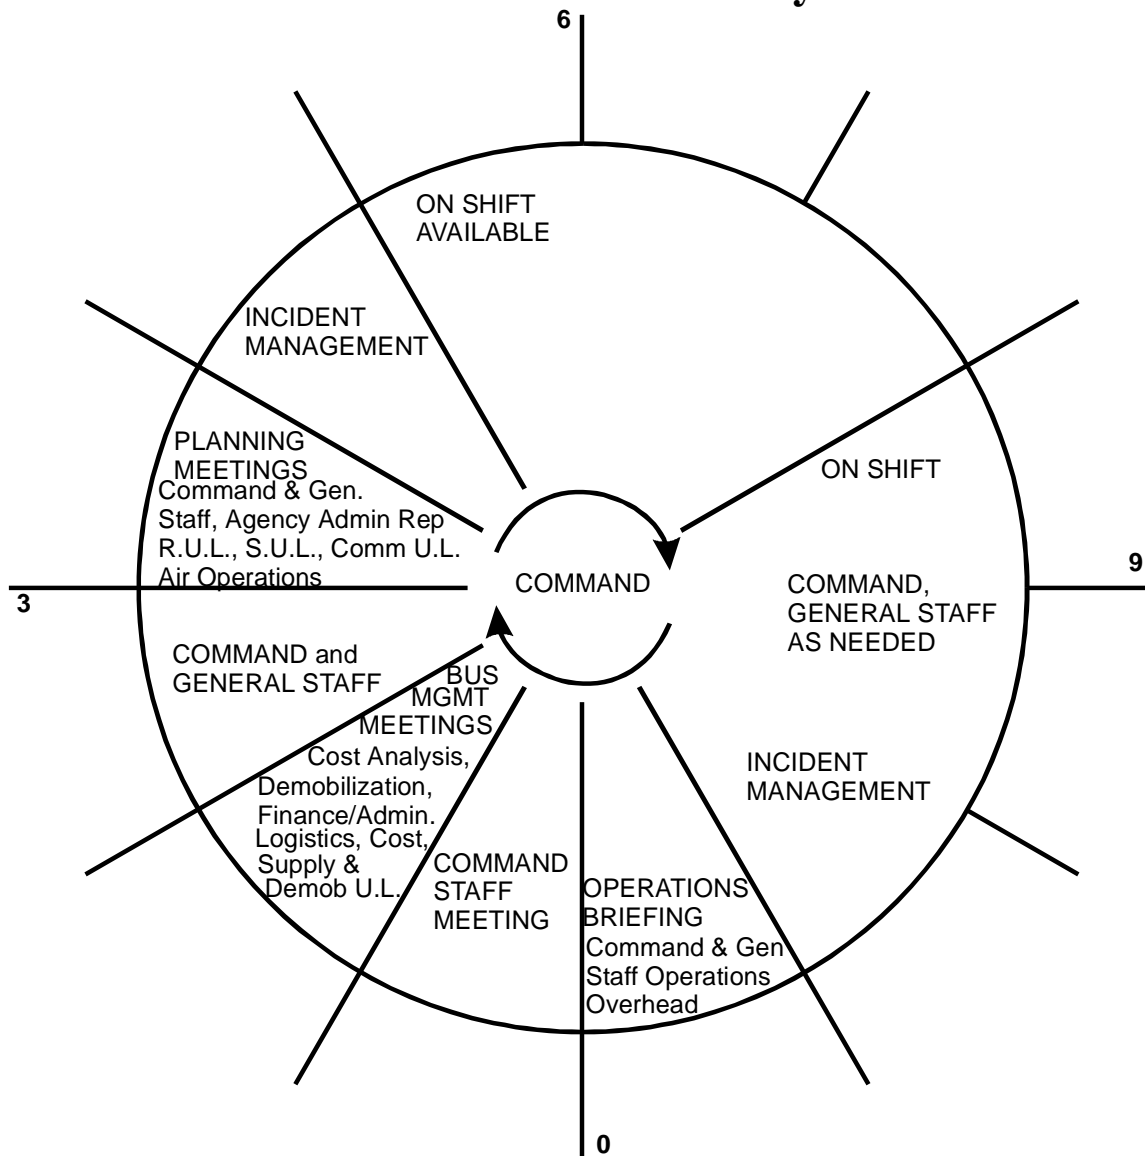 6
ON SHIFT
AVAILABLE
INCIDENT
MANAGEMENT
PLANNING
MEETINGS
Command & Gen.
Staff, Agency Admin Rep
R.U.L., S.U.L., Comm U.L.
Air Operations
3
COMMAND and
GENERAL STAFF
BUS
MGMT
MEETINGS
Cost Analysis,
Demobilization,
Finance/Admin.
Logistics, Cost,
Supply &
Demob U.L.
COMMAND
STAFF
MEETING
OPERATIONS
BRIEFING
Command & Gen
Staff Operations
Overhead
0
COMMAND
ON SHIFT
9
COMMAND,
GENERAL STAFF
AS NEEDED
INCIDENT
MANAGEMENT